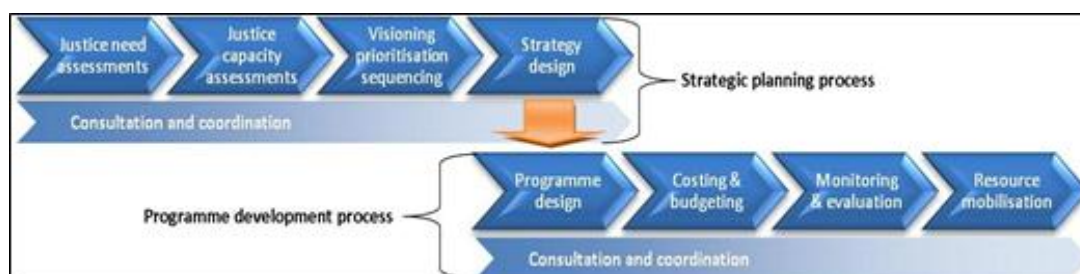 Justice need
assessments
Justice
capacity
assessments
Visioning
prioritisation
sequencing
Strategy
design
Strategic planning process
Consultation and coordination
Programme development process
Programme
design
Costing &
budgeting
Monitoring
& evaluation
Resource
mobilisation
Consultation and coordination